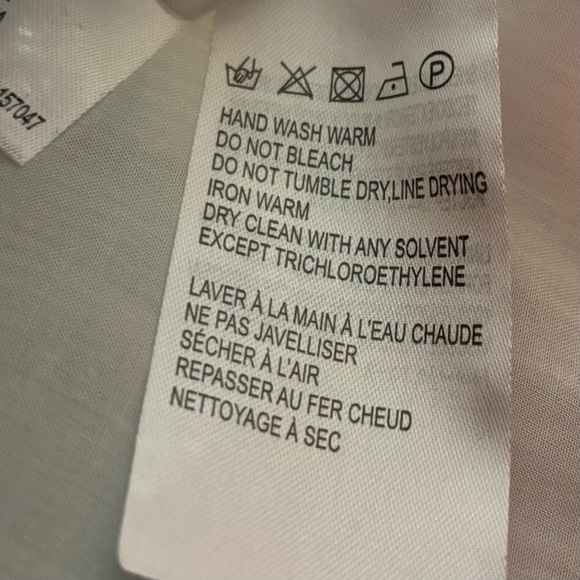 157047
P
HAND WASH WARM
DO NOT BLEACH
DO NOT TUMBLE DRY,LINE DRYING
IRON WARM
DRY CLEAN WITH ANY SOLVENT
EXCEPT TRICHLOROETHYLENE
LAVER À LA MAIN À L'EAU CHAUDE
NE PAS JAVELLISER
SÉCHER À L'AIR
REPASSER AU FER CHEUD
NETTOYAGE À SEC